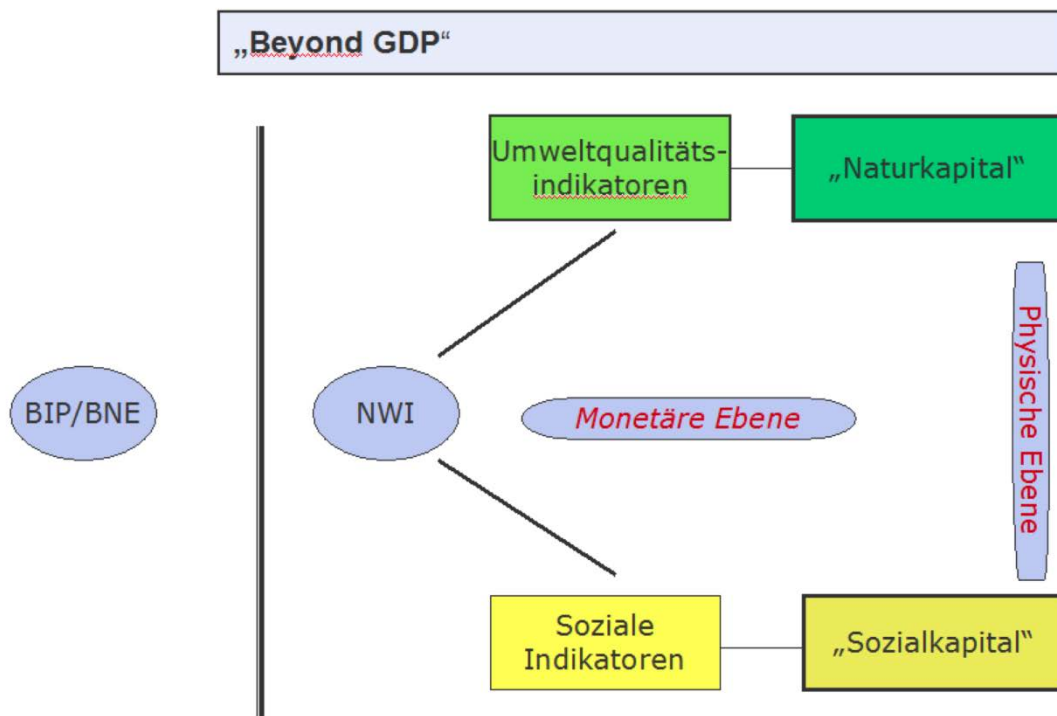 „Beyond GDP“
Umweltqualitäts-
indikatoren
„Naturkapital“
Physische Ebene
BIP/BNE
NWI
Monetäre Ebene
Soziale
Indikatoren
„Sozialkapital“